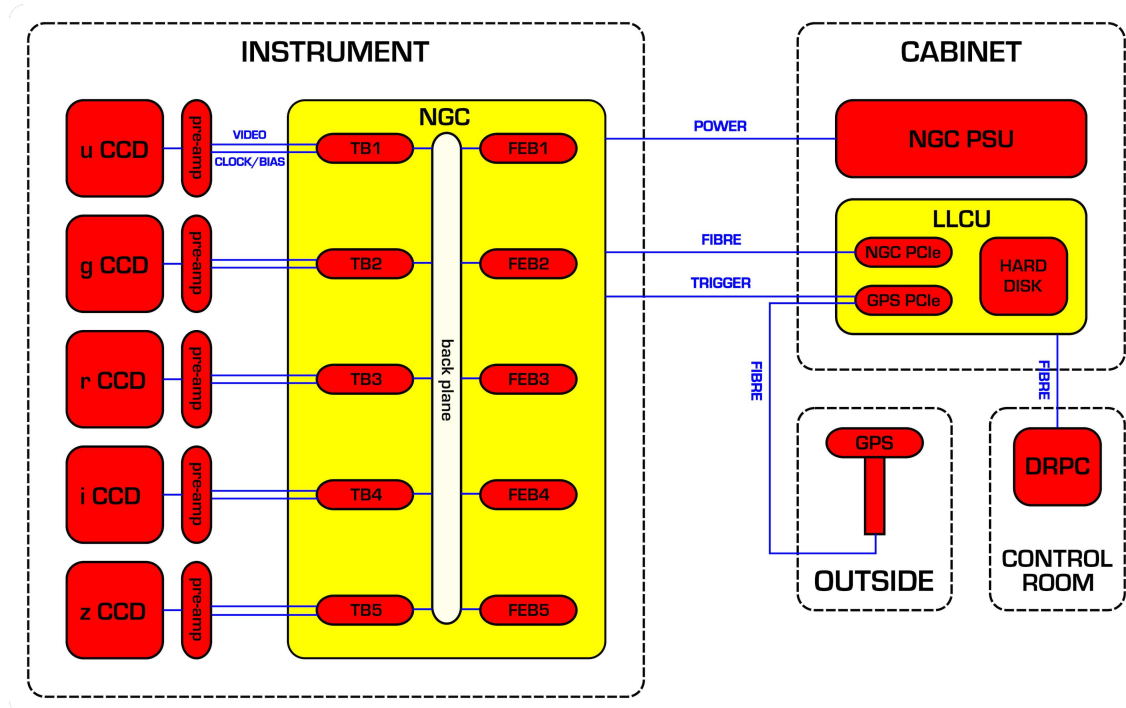 INSTRUMENT
u CCD
pre-amp
VIDEO
CLOCK/BIAS
g CCD
pre-amp
r CCD
pre-amp
i CCD
pre-amp
z CCD
pre-amp
NGC
TB1
FEB1
TB2
FEB2
TB3
FEB3
TB4
FEB4
TB5
FEB5
back plane
POWER
FIBRE
TRIGGER
FIBRE
CABINET
NGC PSU
LLCU
NGC PCIe
GPS PCIe
HARD
DISK
FIBRE
GPS
OUTSIDE
DRPC
CONTROL
ROOM